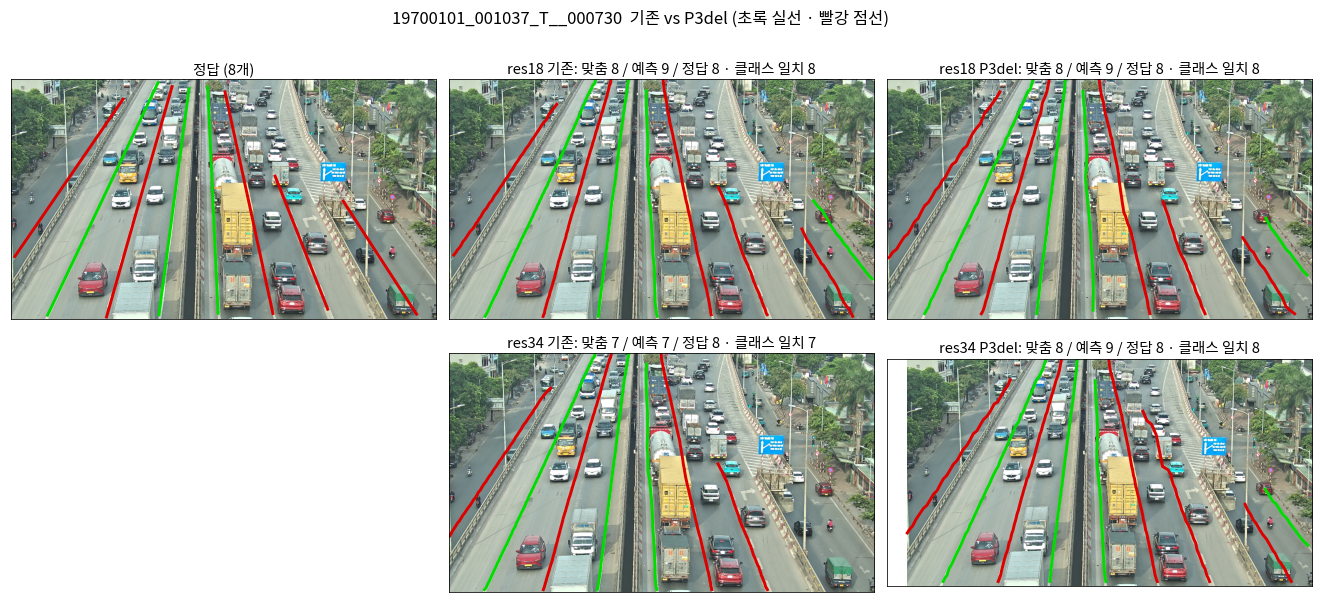 19700101_001037_T__000730 기존 vs P3del (초록 실선 · 빨강 점선)
정답 (8개)
res18 기존: 맞춤 8 / 예측 9 / 정답 8 · 클래스 일치 8
res18 P3del: 맞춤 8 / 예측 9 / 정답 8 · 클래스 일치 8
res34 기존: 맞춤 7 / 예측 7 / 정답 8 · 클래스 일치 7
res34 P3del: 맞춤 8 / 예측 9 / 정답 8 · 클래스 일치 8